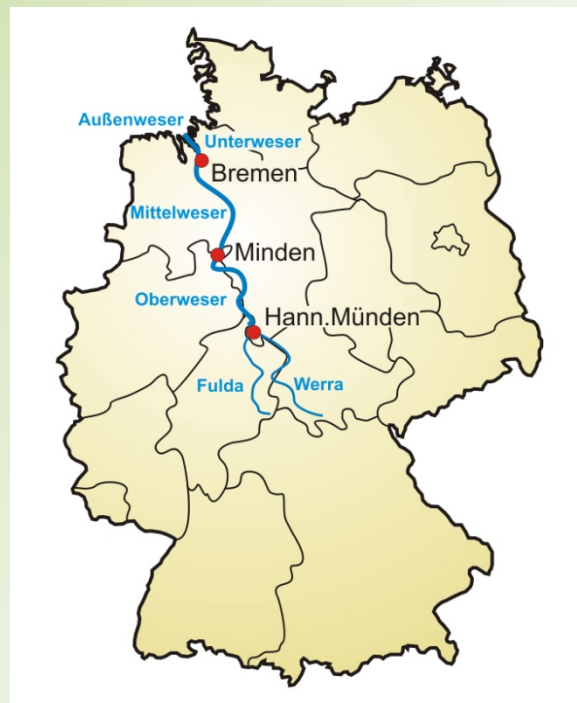 Außenweser
Unterweser
Bremen
Mittelweser
Minden
Oberweser
Hann.Münden
Fulda
Werra